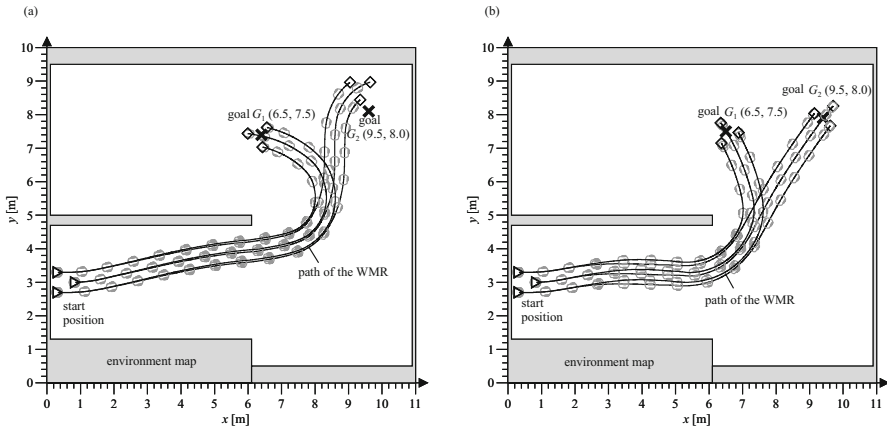 (a)
10
9
8
7
6
5
4
3
2
1
0
y [m]
goal G₁ (6.5, 7.5)
goal
G₂ (9.5, 8.0)
path of the WMR
start
position
environment map
0 1 2 3 4 5 6 7 8 9 10 11
x [m]
(b)
10
9
8
7
6
5
4
3
2
1
0
y [m]
goal G₂ (9.5, 8.0)
goal G₁ (6.5, 7.5)
path of the WMR
start
position
environment map
0 1 2 3 4 5 6 7 8 9 10 11
x [m]